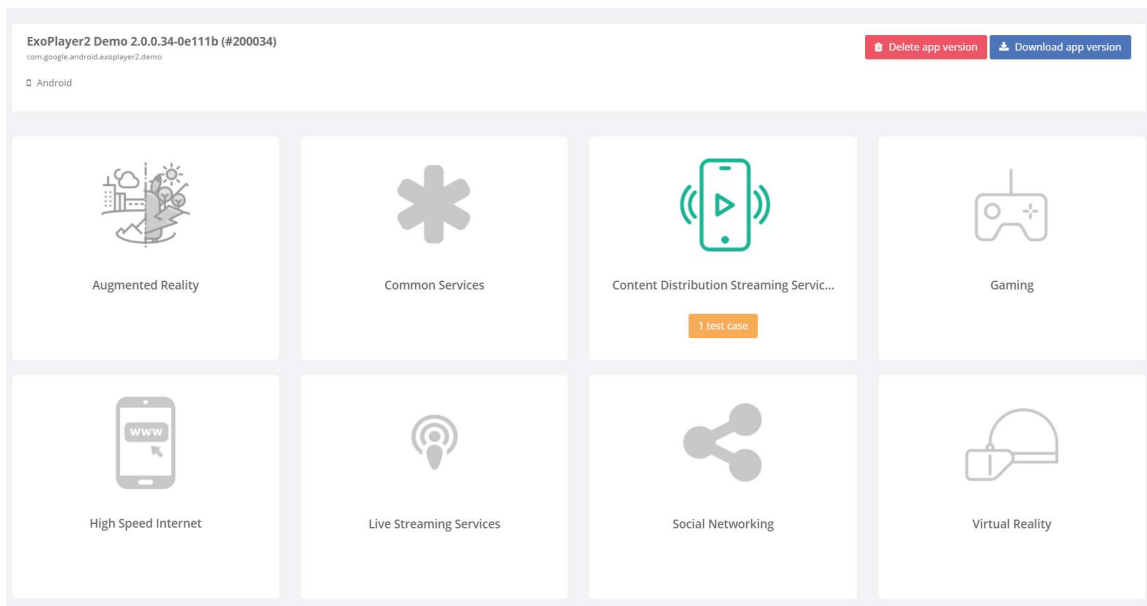 ExoPlayer2 Demo 2.0.0.34-0e111b (#200034)
com.google.android.exoplayer2.demo
Android
Delete app version
Download app version
Augmented Reality
Common Services
Content Distribution Streaming Servic...
1 test case
Gaming
WWW
High Speed Internet
Live Streaming Services
Social Networking
Virtual Reality